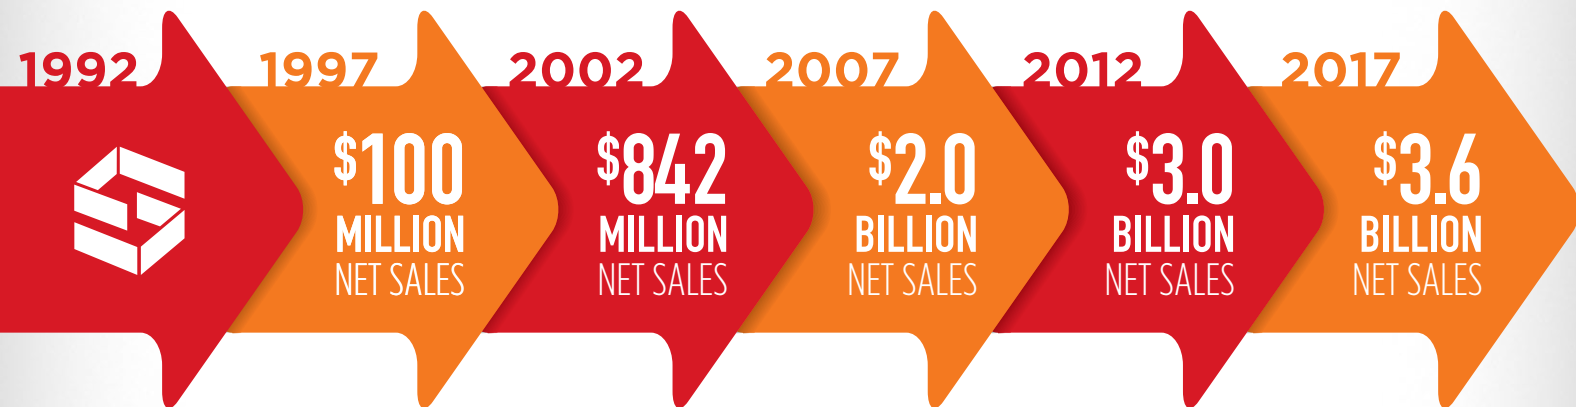 1992
1997
$100
MILLION
NET SALES
2002
$842
MILLION
NET SALES
2007
$2.0
BILLION
NET SALES
2012
$3.0
BILLION
NET SALES
2017
$3.6
BILLION
NET SALES